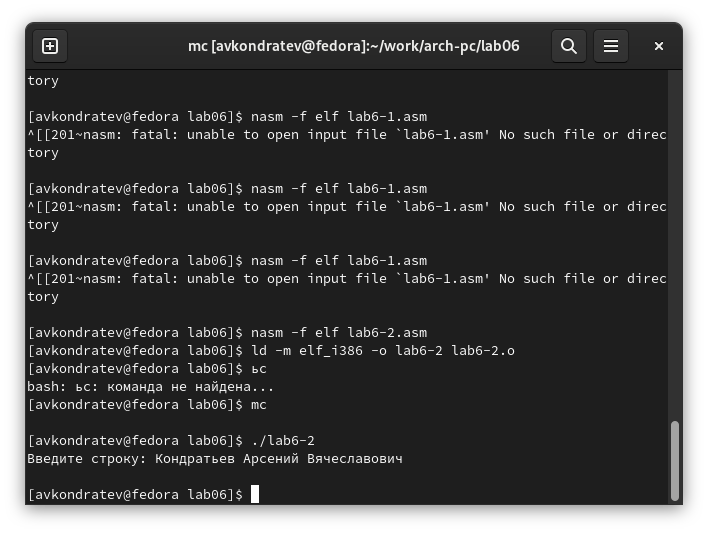 mc [avkondratev@fedora]:~/work/arch-pc/lab06
tory
[avkondratev@fedora lab06]$ nasm -f elf lab6-1.asm
^[[201~nasm: fatal: unable to open input file `lab6-1.asm' No such file or direc
tory
[avkondratev@fedora lab06]$ nasm -f elf lab6-1.asm
^[[201~nasm: fatal: unable to open input file `lab6-1.asm' No such file or direc
tory
[avkondratev@fedora lab06]$ nasm -f elf lab6-1.asm
^[[201~nasm: fatal: unable to open input file `lab6-1.asm' No such file or direc
tory
[avkondratev@fedora lab06]$ nasm -f elf lab6-2.asm
[avkondratev@fedora lab06]$ ld -m elf_i386 -o lab6-2 lab6-2.o
[avkondratev@fedora lab06]$ ьс
bash: ьс: команда не найдена...
[avkondratev@fedora lab06]$ mc
[avkondratev@fedora lab06]$ ./lab6-2
Введите строку: Кондратьев Арсений Вячеславович
[avkondratev@fedora lab06]$